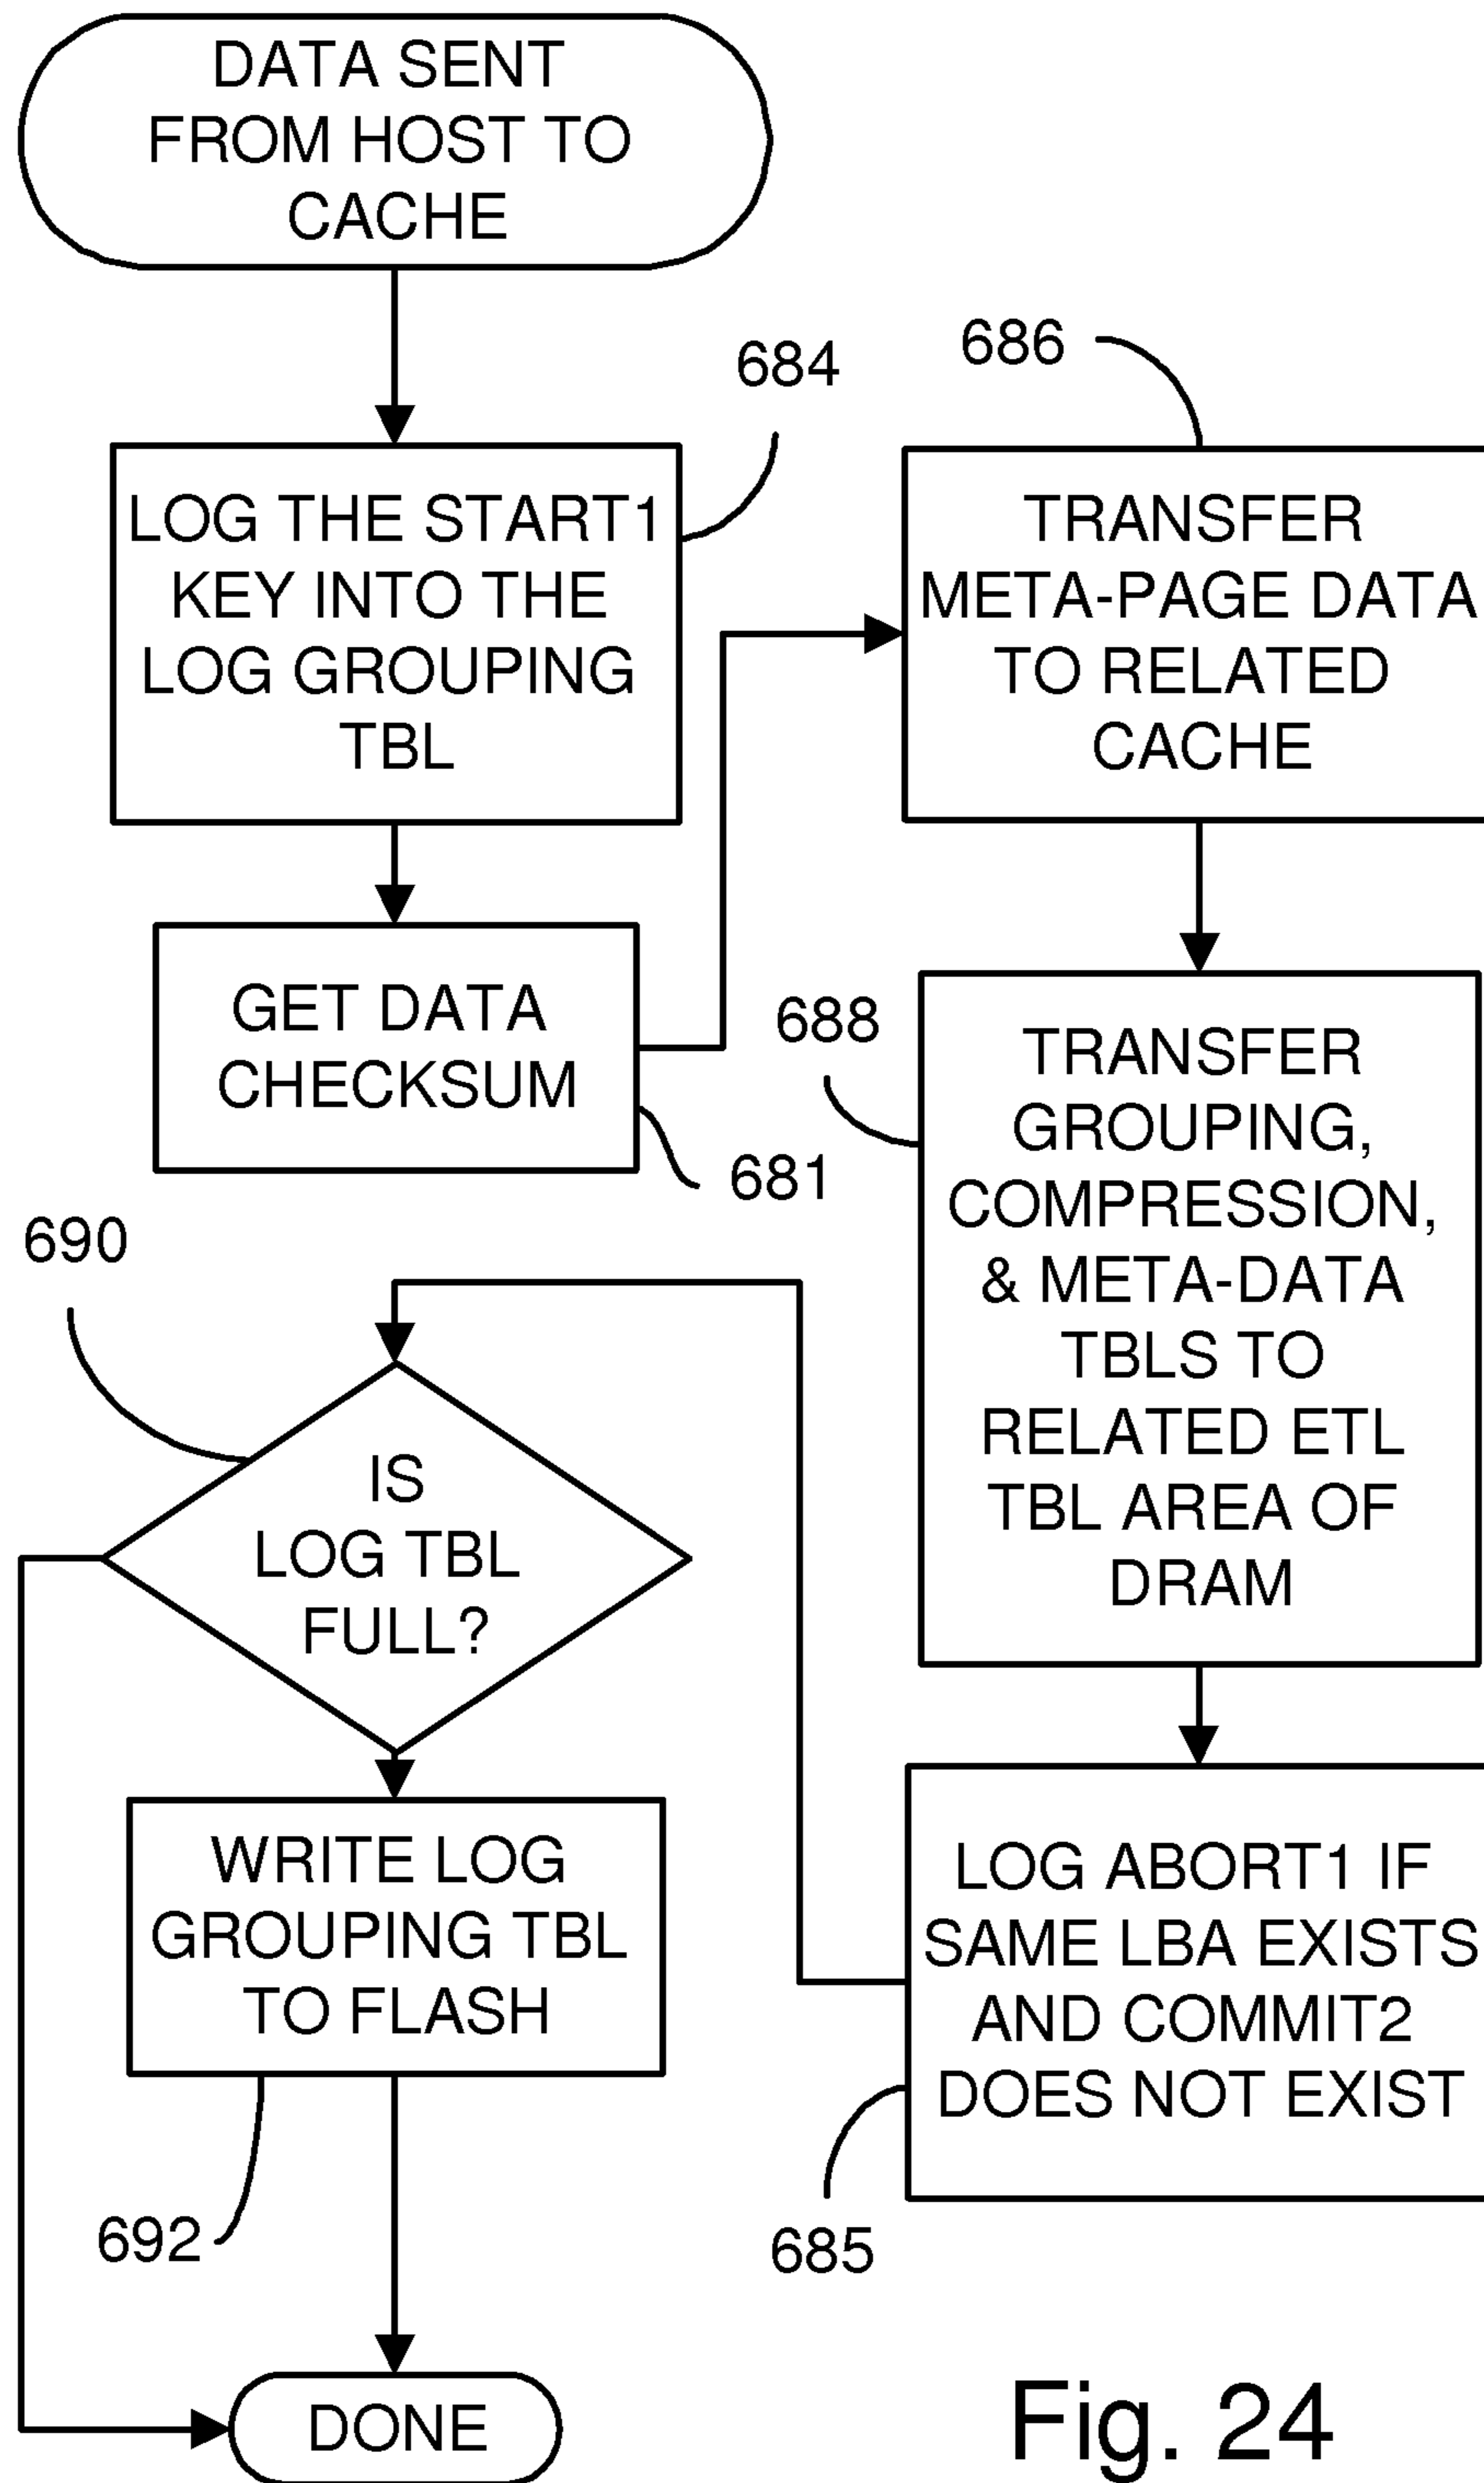 DATA SENT
FROM HOST TO
CACHE
684
LOG THE START1
KEY INTO THE
LOG GROUPING
TBL
GET DATA
CHECKSUM
681
686
TRANSFER
META-PAGE DATA
TO RELATED
CACHE
688
TRANSFER
GROUPING,
COMPRESSION,
& META-DATA
TBLS TO
RELATED ETL
TBL AREA OF
DRAM
LOG ABORT1 IF
SAME LBA EXISTS
AND COMMIT2
DOES NOT EXIST
685
690
IS
LOG TBL
FULL?
WRITE LOG
GROUPING TBL
TO FLASH
692
DONE
Fig. 24